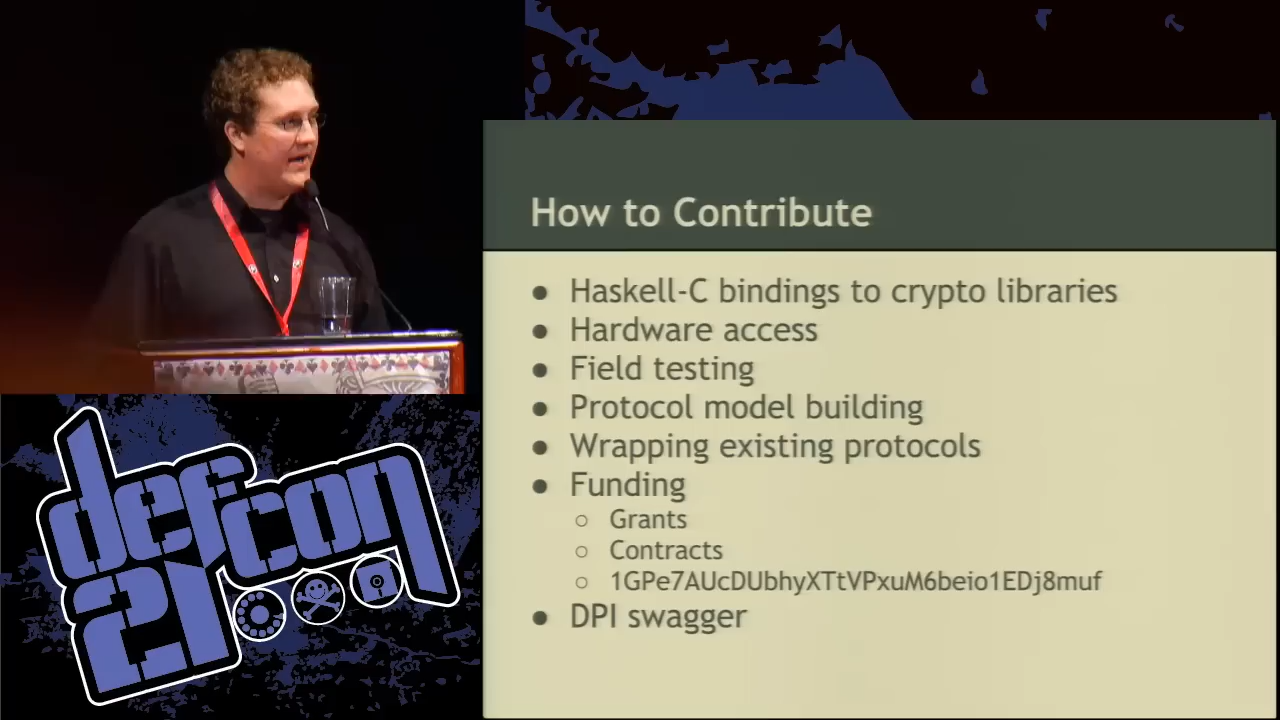 How to Contribute
● Haskell-C bindings to crypto libraries
● Hardware access
● Field testing
● Protocol model building
● Wrapping existing protocols
● Funding
○ Grants
○ Contracts
○ 1GPe7AUcDUbhyXTtVPxuM6beio1EDj8muf
● DPI swagger
defcon
21